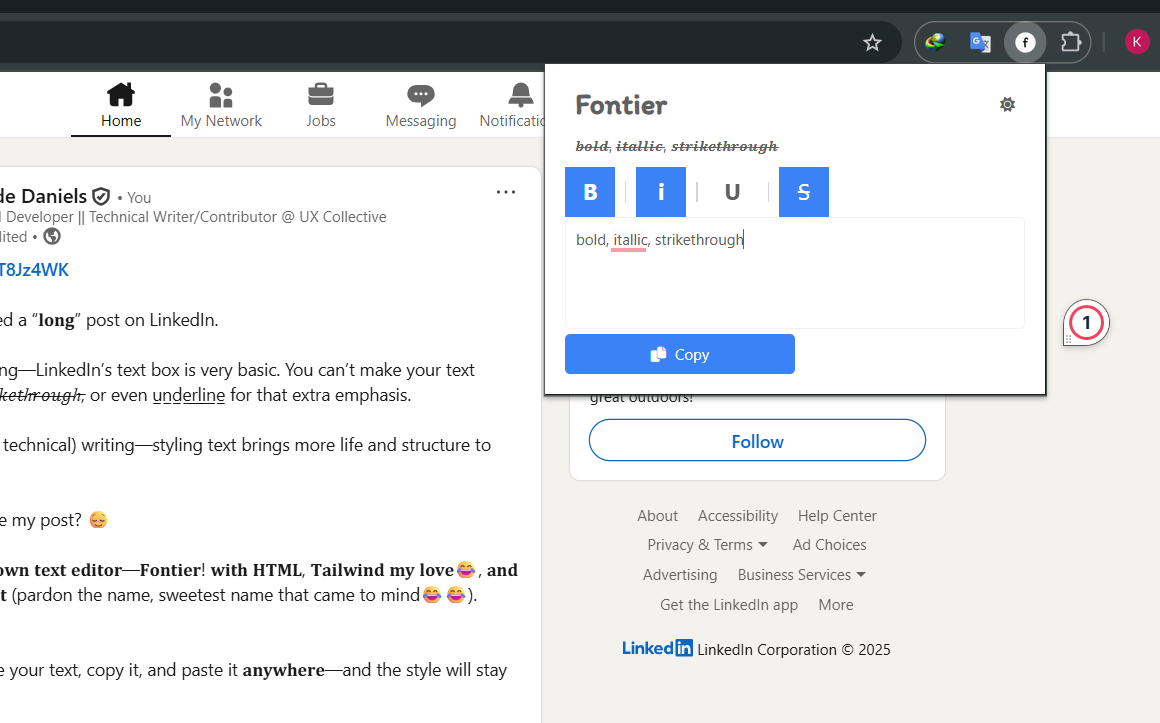 f
K
Home
My Network
Jobs
Messaging
Notificatio
Fontier
bold, itallic, strikethrough
B i U S
bold, itallic, strikethrough
Copy
1
de Daniels • You
l Developer || Technical Writer/Contributor @ UX Collective
lited •
T8Jz4WK
ed a “long” post on LinkedIn.
ng—LinkedIn’s text box is very basic. You can’t make your text
kethrough, or even underline for that extra emphasis.
technical) writing—styling text brings more life and structure to
e my post? 😌
own text editor—Fontier! with HTML, Tailwind my love😂, and
t (pardon the name, sweetest name that came to mind😂 😂).
e your text, copy it, and paste it anywhere—and the style will stay
great outdoors!
Follow
About Accessibility Help Center
Privacy & Terms Ad Choices
Advertising Business Services
Get the LinkedIn app More
LinkedIn LinkedIn Corporation © 2025